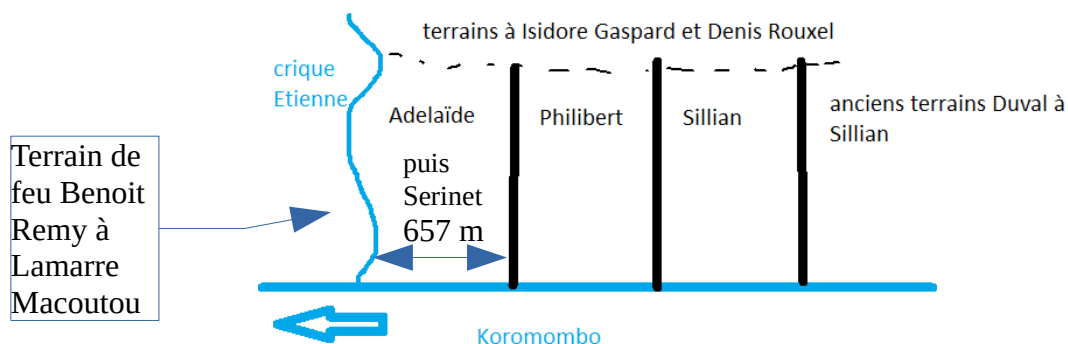 terrains à Isidore Gaspard et Denis Rouxel
crique
Etienne
Adelaïde
Philibert
Sillian
anciens terrains Duval à
Sillian
Terrain de
feu Benoit
Remy à
Lamarre
Macoutou
puis
Serinet
657 m
Koromombo